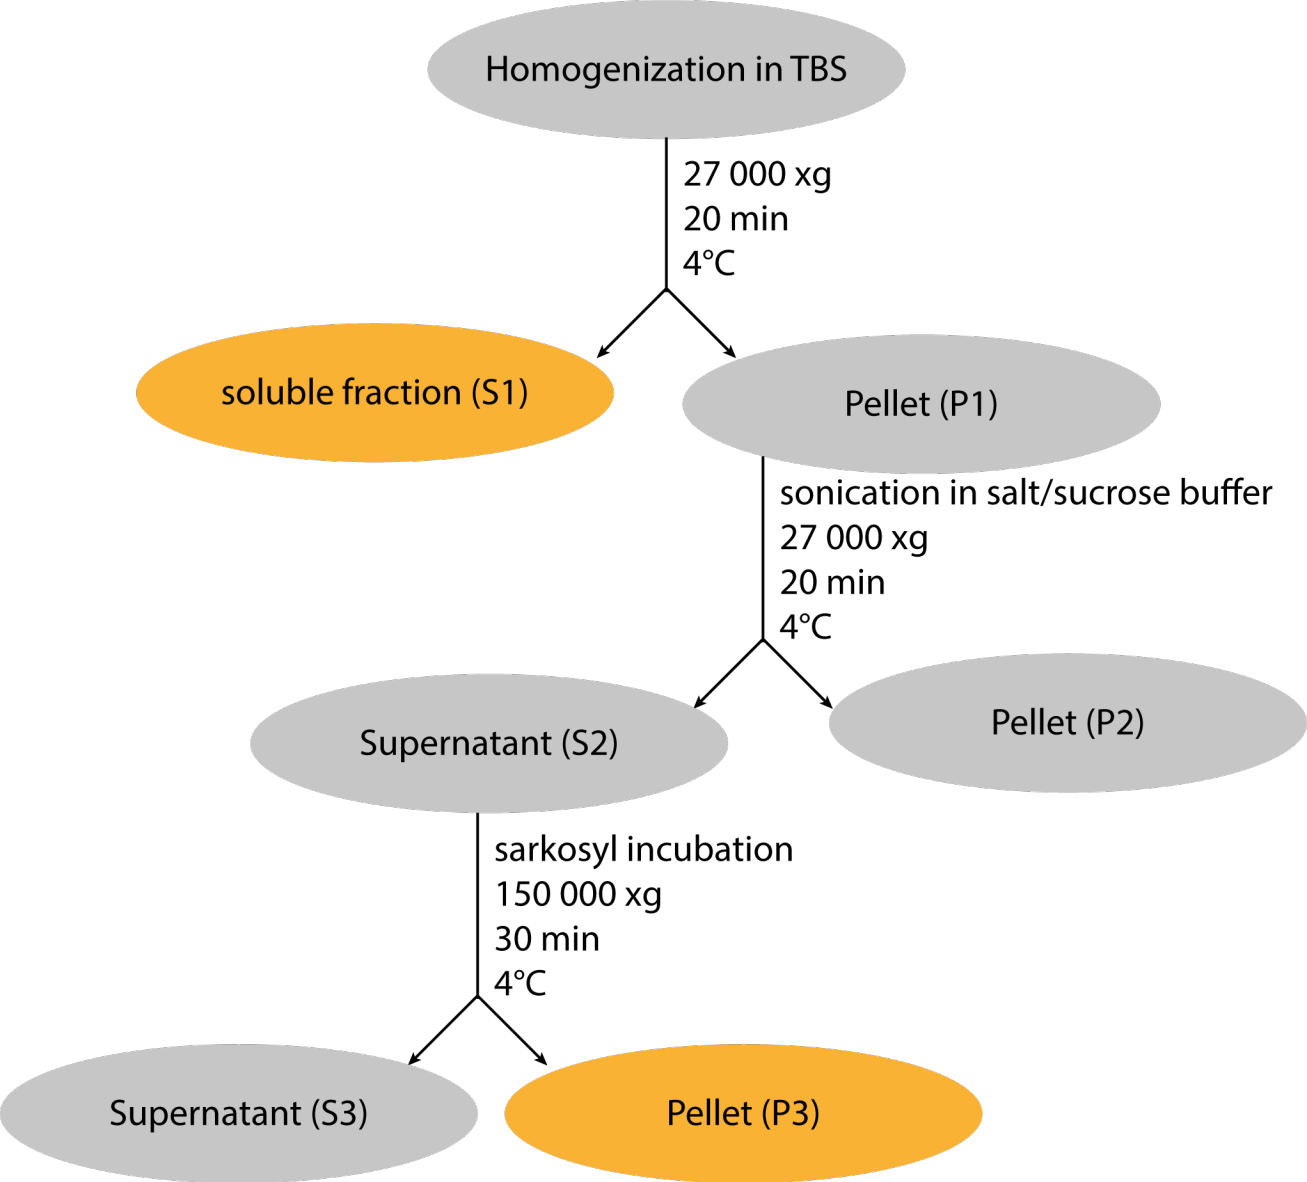 Homogenization in TBS
27 000 xg
20 min
4°C
soluble fraction (S1)
Pellet (P1)
sonication in salt/sucrose buffer
27 000 xg
20 min
4°C
Supernatant (S2)
Pellet (P2)
sarkosyl incubation
150 000 xg
30 min
4°C
Supernatant (S3)
Pellet (P3)